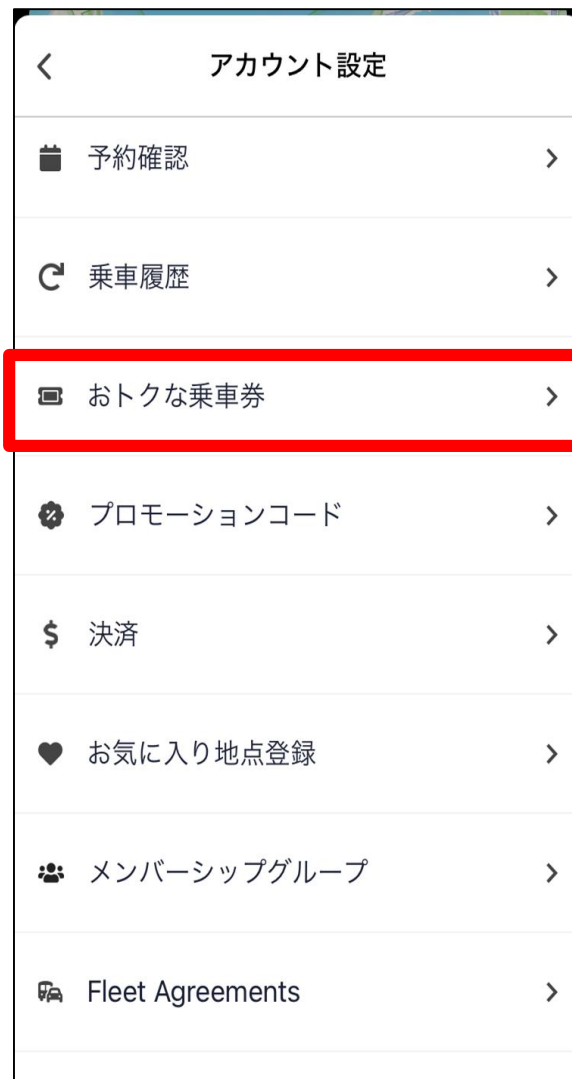 アカウント設定
予約確認
乗車履歴
おトクな乗車券
プロモーションコード
$ 決済
お気に入り地点登録
メンバーシップグループ
Fleet Agreements